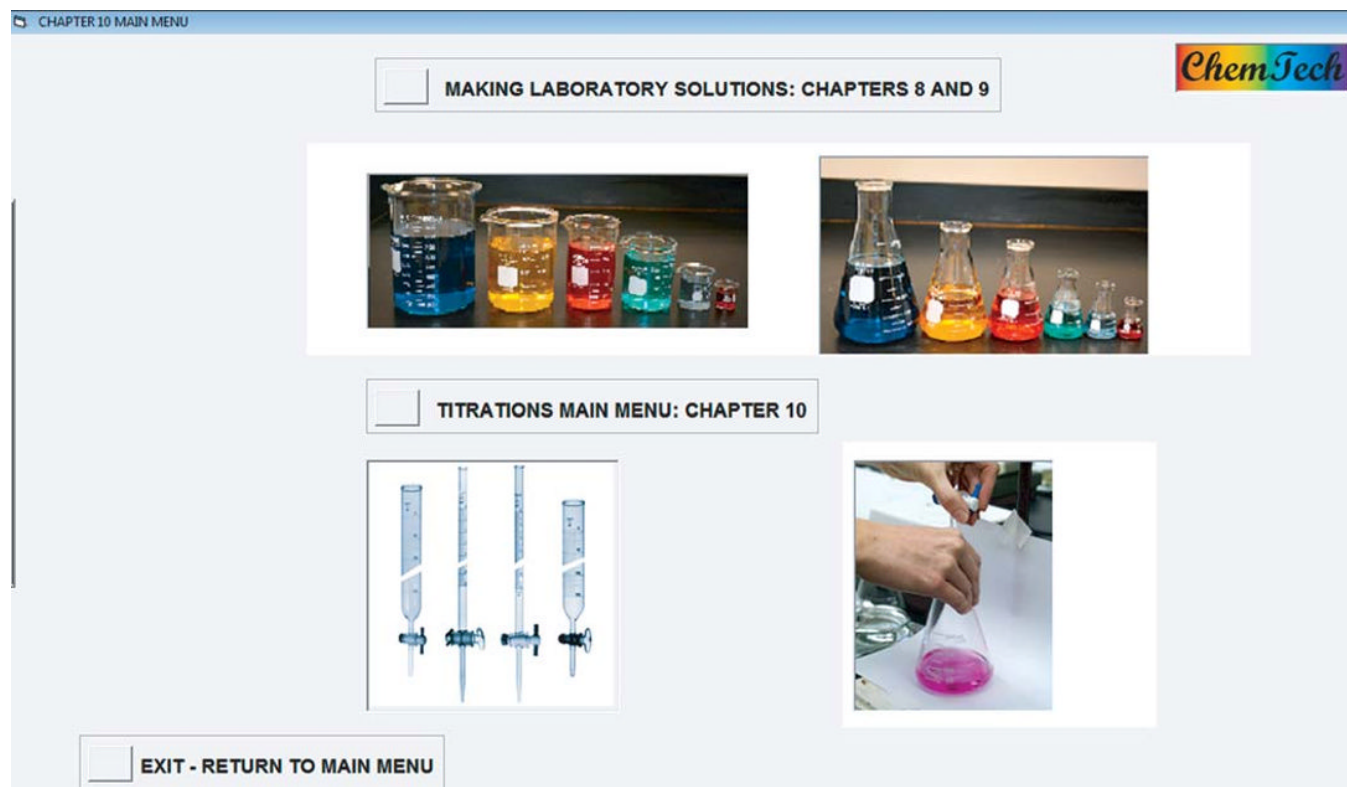 CHAPTER 10 MAIN MENU
ChemTech
MAKING LABORATORY SOLUTIONS: CHAPTERS 8 AND 9
TITRATIONS MAIN MENU: CHAPTER 10
EXIT - RETURN TO MAIN MENU